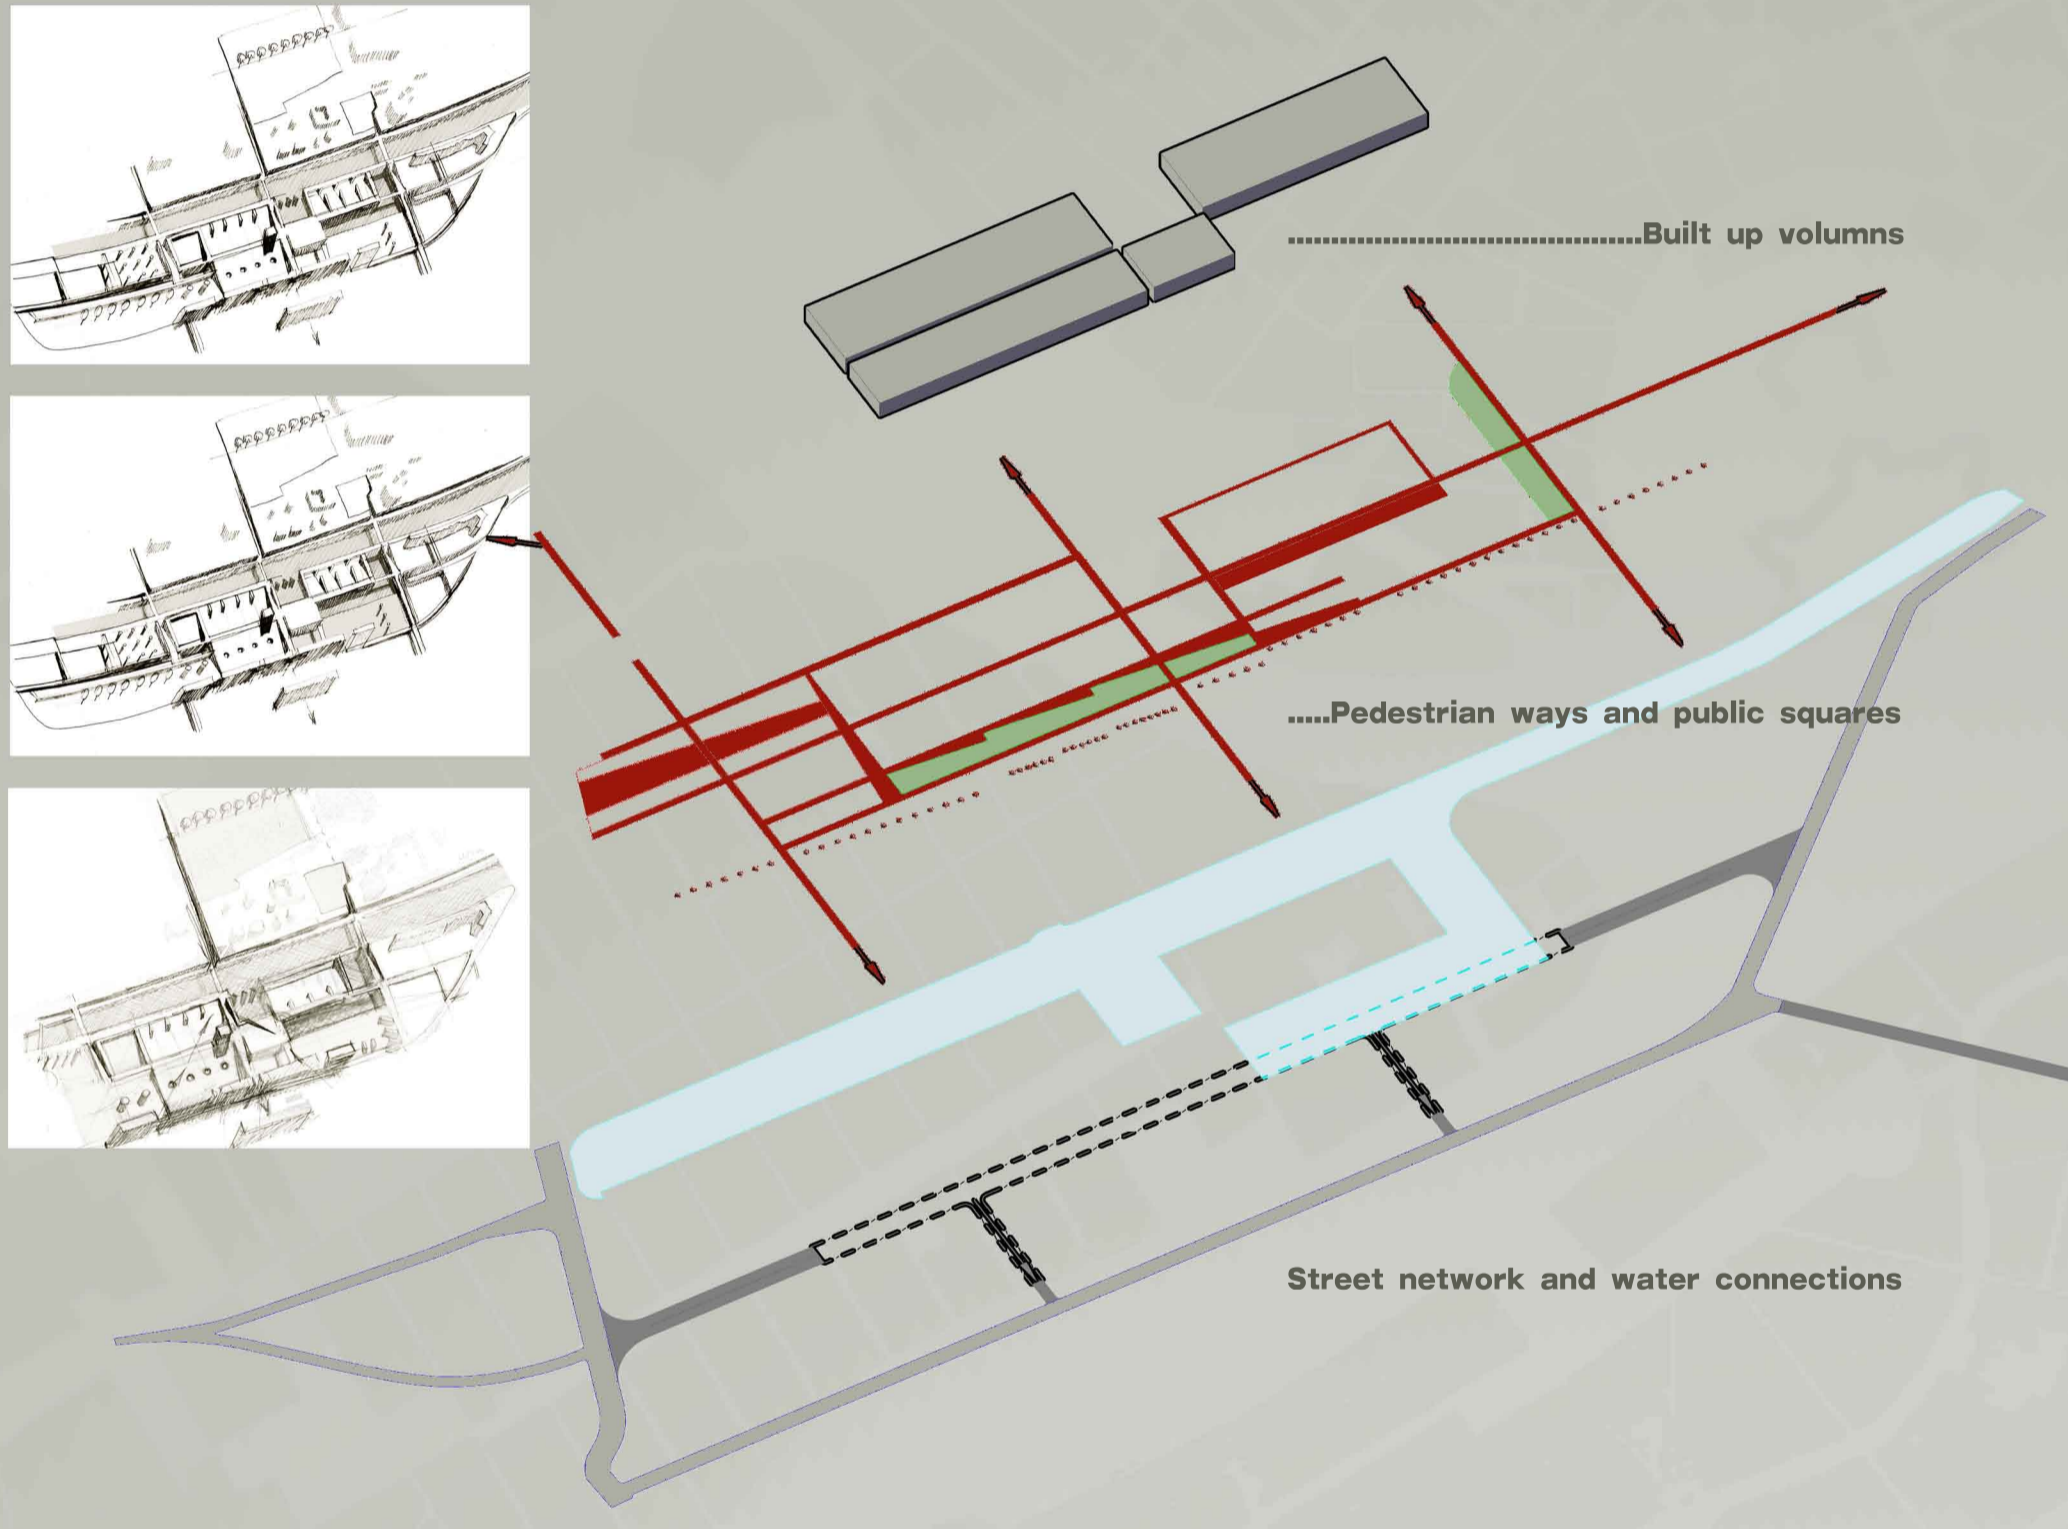 .........................................Built up volumns
.....Pedestrian ways and public squares
Street network and water connections